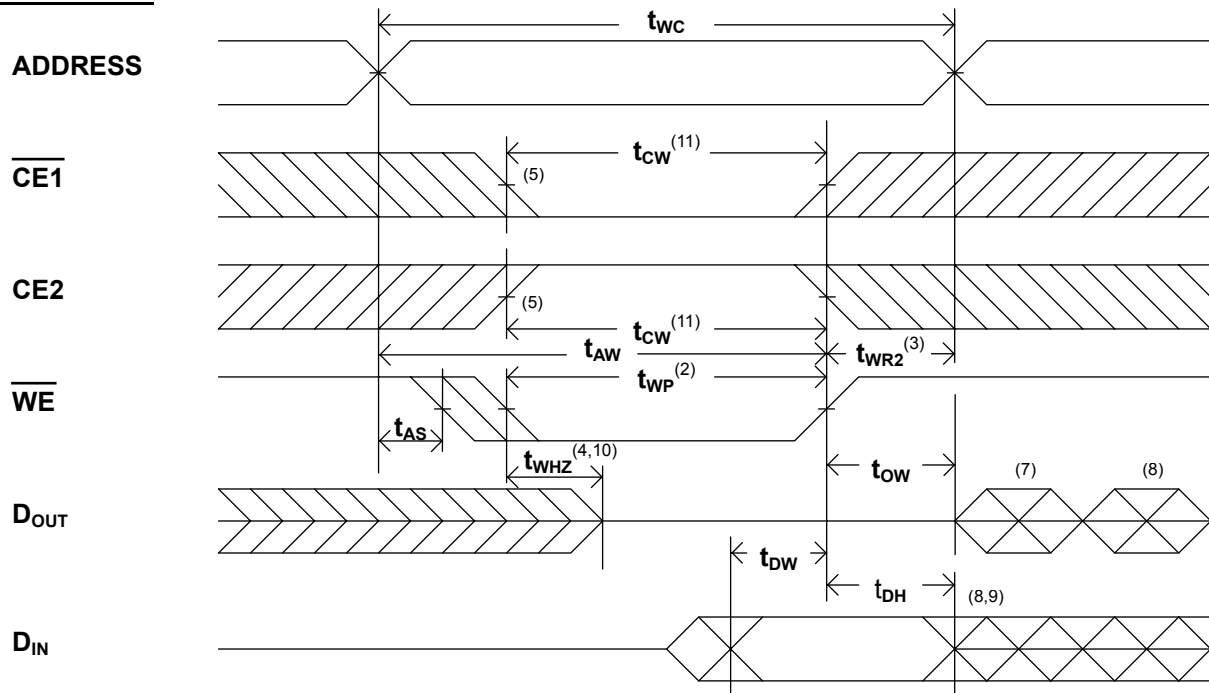 tWC
ADDRESS
CE1
tCW(11)
(5)
CE2
(5)
tCW(11)
tAW
tWR2(3)
WE
tWP(2)
tAS
tWHZ(4,10)
tOW
(7)
(8)
DOUT
tDW
tDH
(8,9)
DIN